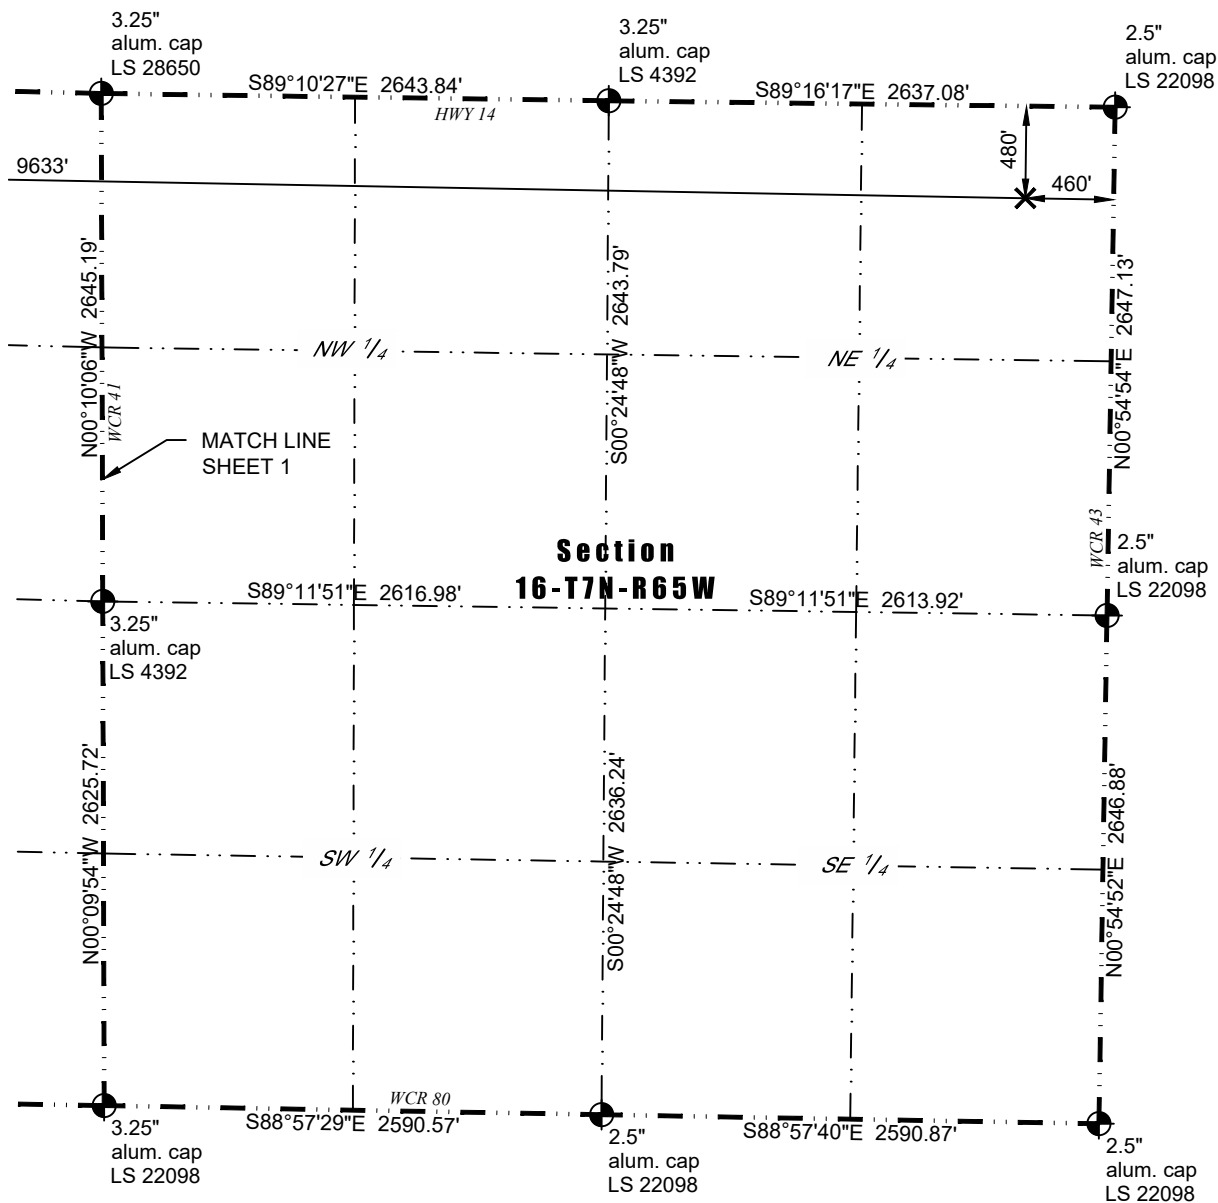 3.25"
alum. cap
LS 28650
3.25"
alum. cap
LS 4392
2.5"
alum. cap
LS 22098
S89°10'27"E 2643.84'
S89°16'17"E 2637.08'
HWY 14
480'
9633'
460'
N00°10'06"W 2645.19'
WCR 41
S00°24'48"W 2643.79'
N00°54'54"E 2647.13'
NW 1/4
NE 1/4
MATCH LINE
SHEET 1
WCR 43
Section
16-T7N-R65W
2.5"
alum. cap
LS 22098
S89°11'51"E 2616.98'
S89°11'51"E 2613.92'
3.25"
alum. cap
LS 4392
N00°09'54"W 2625.72'
S00°24'48"W 2636.24'
N00°54'52"E 2646.88'
SW 1/4
SE 1/4
WCR 80
S88°57'29"E 2590.57'
S88°57'40"E 2590.87'
3.25"
alum. cap
LS 22098
2.5"
alum. cap
LS 22098
2.5"
alum. cap
LS 22098